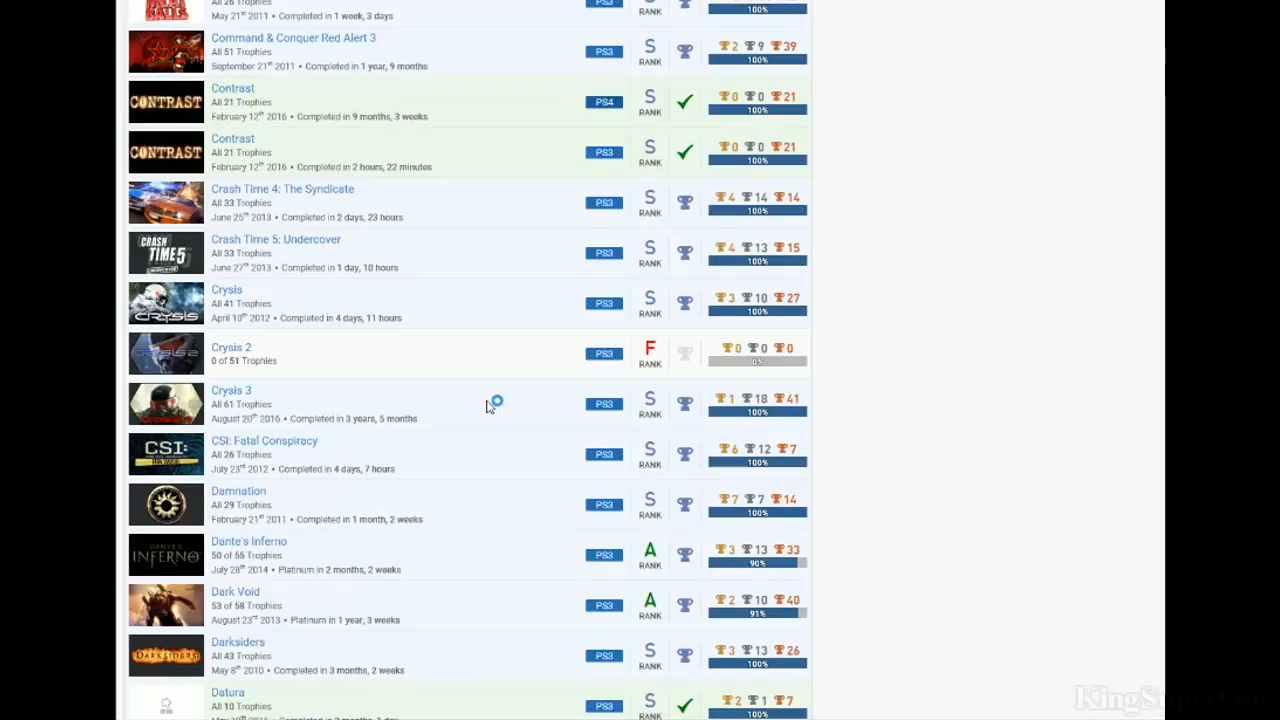 All 26 Trophies
May 21st 2011 • Completed in 1 week, 3 days
PS3
RANK
100%
Command & Conquer Red Alert 3
All 51 Trophies
September 21st 2011 • Completed in 1 year, 9 months
PS3
S
RANK
2 9 39
100%
CONTRAST
Contrast
All 21 Trophies
February 12th 2016 • Completed in 9 months, 3 weeks
PS4
S
RANK
0 0 21
100%
CONTRAST
Contrast
All 21 Trophies
February 12th 2016 • Completed in 2 hours, 22 minutes
PS3
S
RANK
0 0 21
100%
Crash Time 4: The Syndicate
All 33 Trophies
June 25th 2013 • Completed in 2 days, 23 hours
PS3
S
RANK
4 14 14
100%
CRASH
TIME 5
Crash Time 5: Undercover
All 33 Trophies
June 27th 2013 • Completed in 1 day, 10 hours
PS3
S
RANK
4 13 15
100%
CRYSIS
Crysis
All 41 Trophies
April 10th 2012 • Completed in 4 days, 11 hours
PS3
S
RANK
3 10 27
100%
CRYSIS 2
Crysis 2
0 of 51 Trophies
PS3
F
RANK
0 0 0
0%
Crysis 3
All 61 Trophies
August 20th 2016 • Completed in 3 years, 5 months
PS3
S
RANK
1 18 41
100%
CSI:
CSI: Fatal Conspiracy
All 26 Trophies
July 23rd 2012 • Completed in 4 days, 7 hours
PS3
S
RANK
6 12 7
100%
Damnation
All 29 Trophies
February 21st 2011 • Completed in 1 month, 2 weeks
PS3
S
RANK
7 7 14
100%
DANTE'S
INFERNO
Dante's Inferno
50 of 55 Trophies
July 28th 2014 • Platinum in 2 months, 2 weeks
PS3
A
RANK
3 13 33
90%
Dark Void
53 of 58 Trophies
August 23rd 2013 • Platinum in 1 year, 3 weeks
PS3
A
RANK
2 10 40
91%
DARKSIDERS
Darksiders
All 43 Trophies
May 8th 2010 • Completed in 3 months, 2 weeks
PS3
S
RANK
3 13 26
100%
Datura
All 10 Trophies
PS3
S
RANK
2 1 7
100%